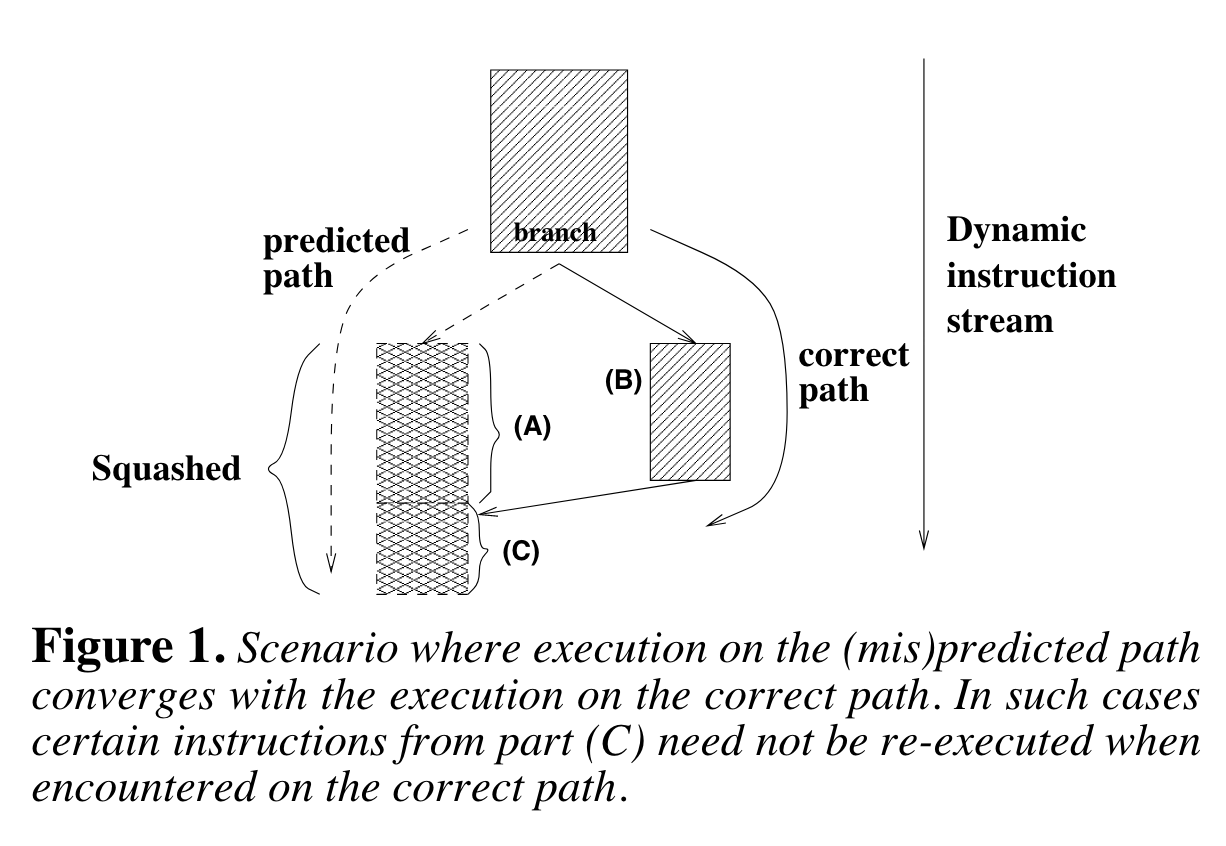 branch
predicted
path
Dynamic
instruction
stream
correct
path
(B)
(A)
Squashed
(C)
Figure 1. Scenario where execution on the (mis)predicted path
converges with the execution on the correct path. In such cases
certain instructions from part (C) need not be re-executed when
encountered on the correct path.